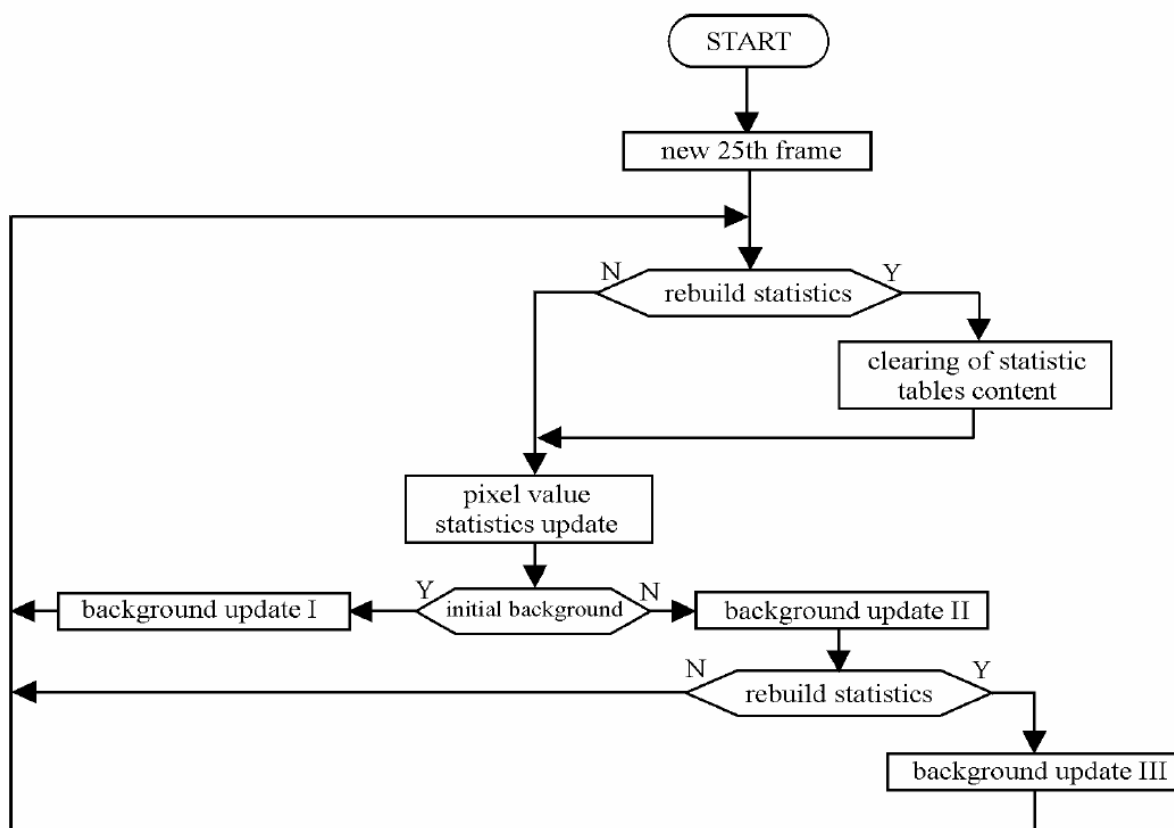 START
new 25th frame
N
Y
rebuild statistics
clearing of statistic
tables content
pixel value
statistics update
Y
N
background update I
initial background
background update II
N
Y
rebuild statistics
background update III